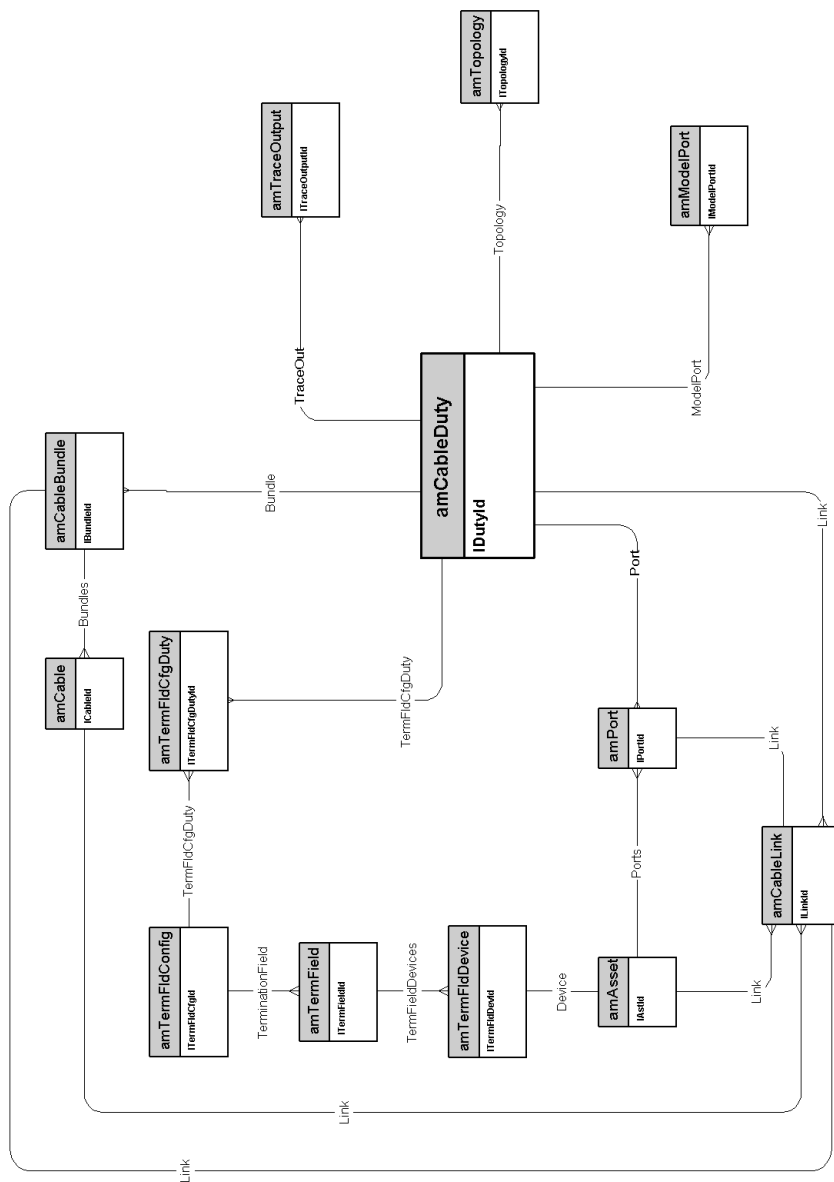 amTopology
lTopologyId
amTraceOutput
lTraceOutputId
amModelPort
lModelPortId
Topology
TraceOut
ModelPort
amCableDuty
lDutyId
amCableBundle
lBundleId
Bundle
Bundles
Link
Port
amCable
lCableId
amTermFldCfgDuty
lTermFldCfgDutyId
TermFldCfgDuty
amPort
lPortId
Link
TermFldCfgDuty
Ports
amCableLink
lLinkId
amTermFldConfig
lTermFldCfgId
TerminationField
amTermField
lTermFieldId
TermFieldDevices
amTermFldDevice
lTermFldDevId
Device
amAsset
lAstId
Link
Link
Link